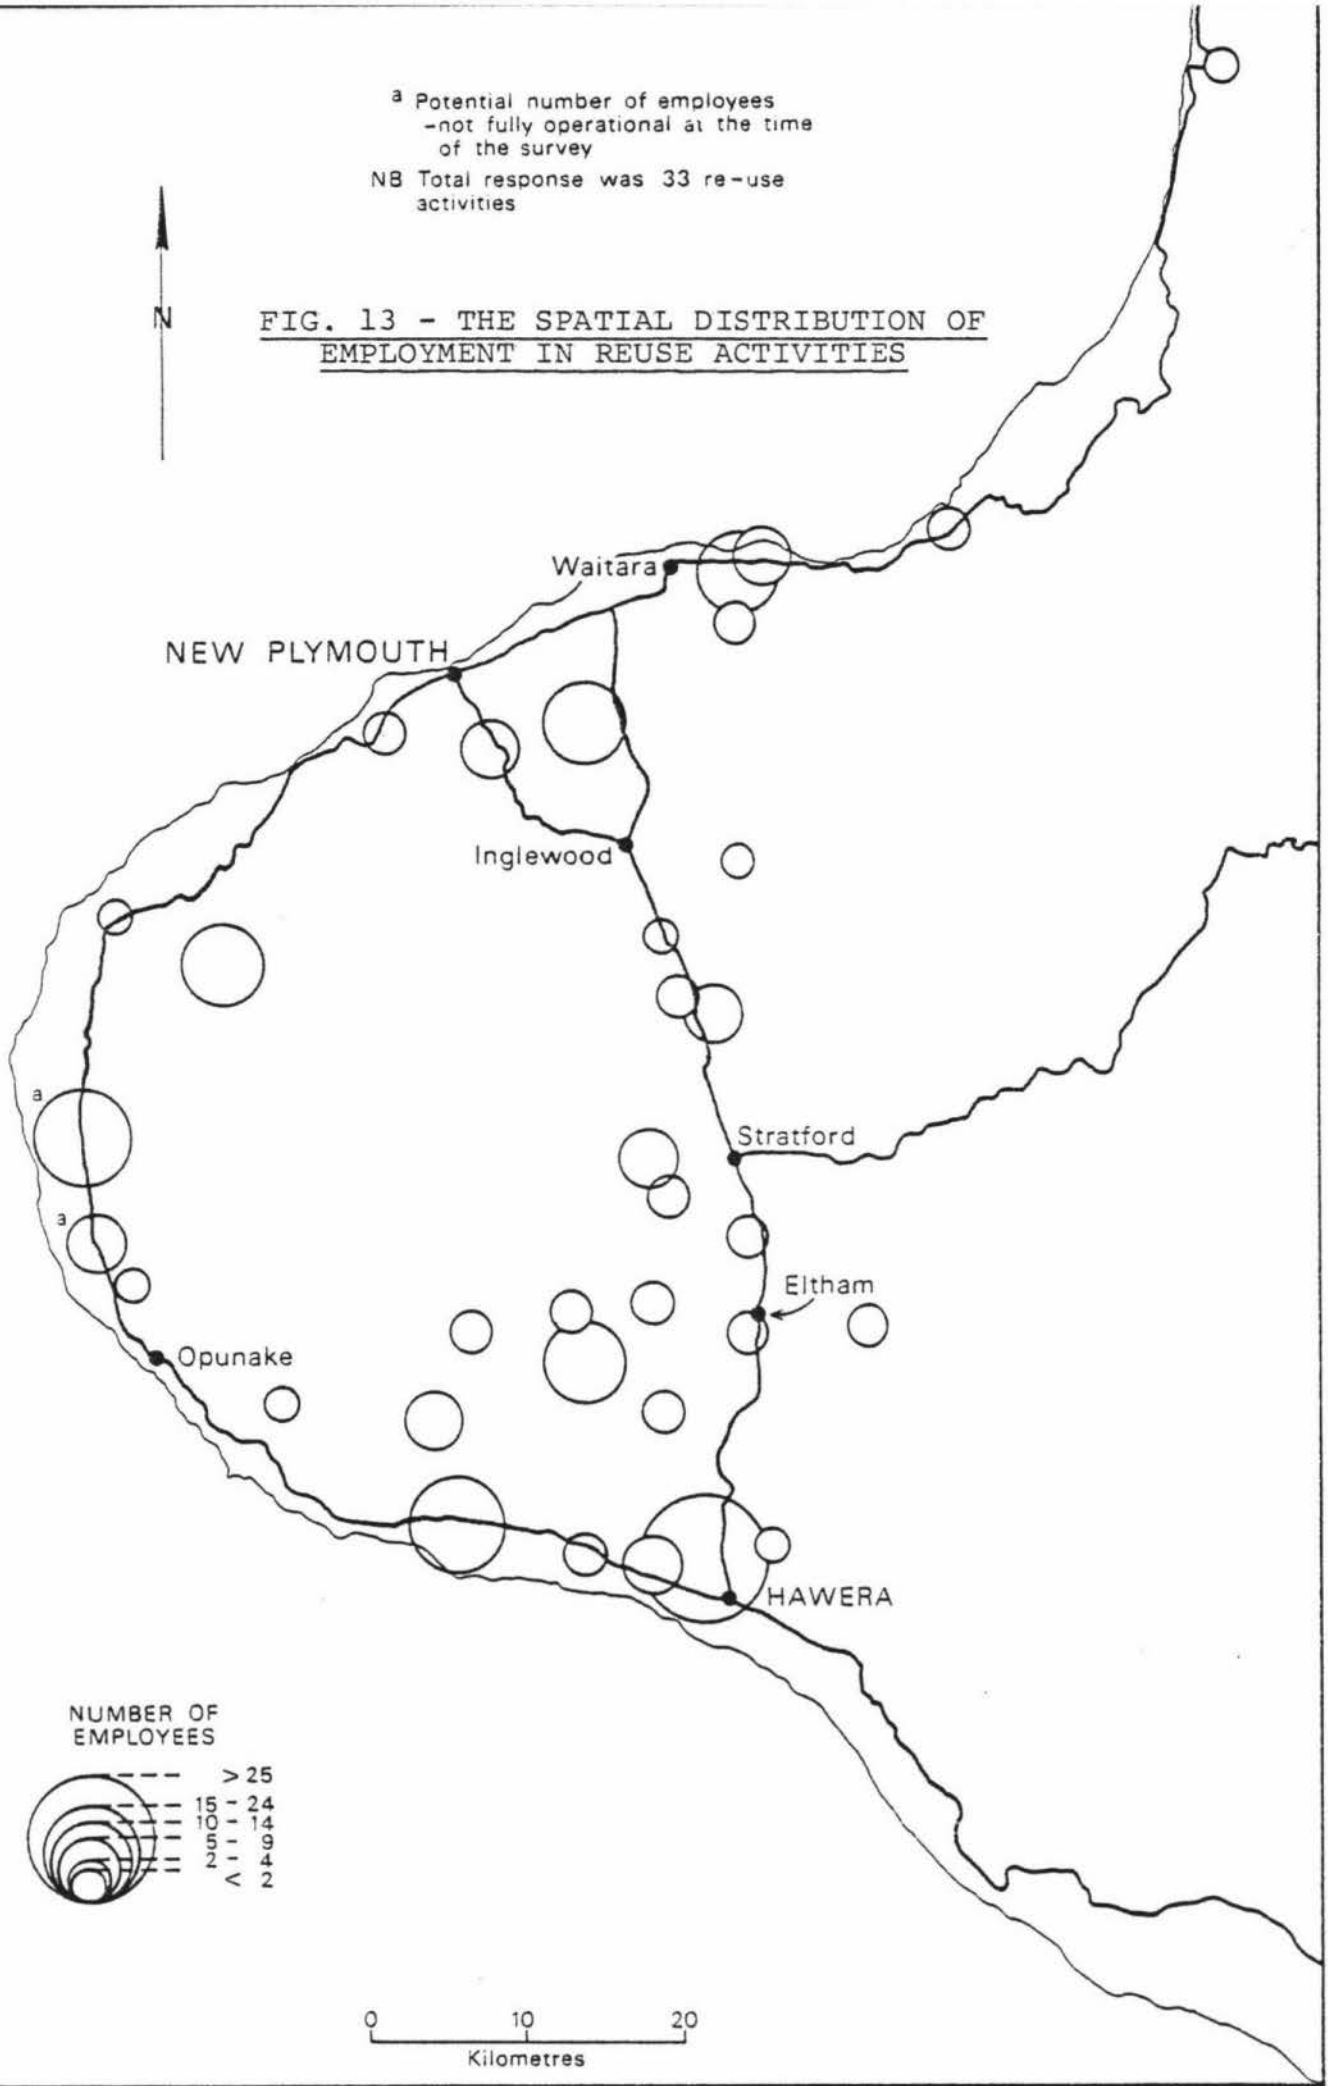 a Potential number of employees
-not fully operational at the time
of the survey
NB Total response was 33 re-use
activities
N
FIG. 13 - THE SPATIAL DISTRIBUTION OF
EMPLOYMENT IN REUSE ACTIVITIES
Waitara
NEW PLYMOUTH
Inglewood
a
Stratford
a
Eltham
Opunake
HAWERA
NUMBER OF
EMPLOYEES
> 25
15 - 24
10 - 14
5 - 9
2 - 4
< 2
0 10 20
Kilometres